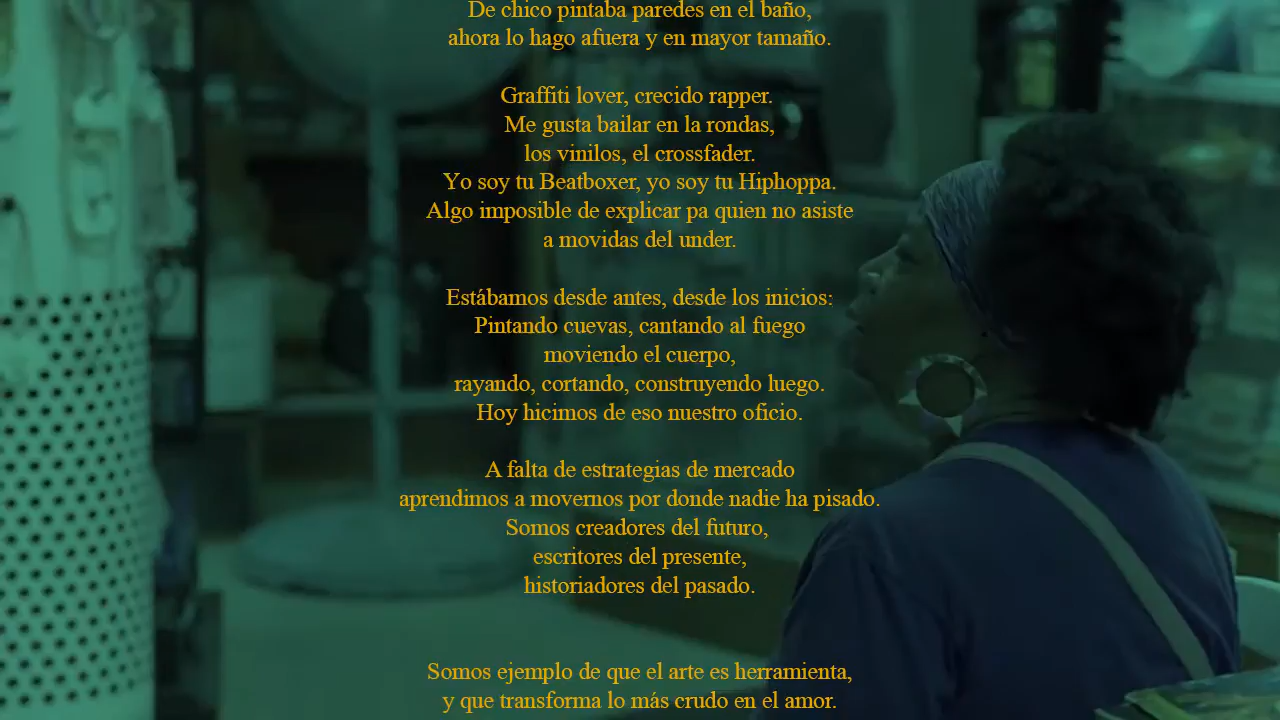 De chico pintaba paredes en el baño,
ahora lo hago afuera y en mayor tamaño.
Graffiti lover, crecido rapper.
Me gusta bailar en la rondas,
los vinilos, el crossfader.
Yo soy tu Beatboxer, yo soy tu Hiphoppa.
Algo imposible de explicar pa quien no asiste
a movidas del under.
Estábamos desde antes, desde los inicios:
Pintando cuevas, cantando al fuego
moviendo el cuerpo,
rayando, cortando, construyendo luego.
Hoy hicimos de eso nuestro oficio.
A falta de estrategias de mercado
aprendimos a movernos por donde nadie ha pisado.
Somos creadores del futuro,
escritores del presente,
historiadores del pasado.
Somos ejemplo de que el arte es herramienta,
y que transforma lo más crudo en el amor.